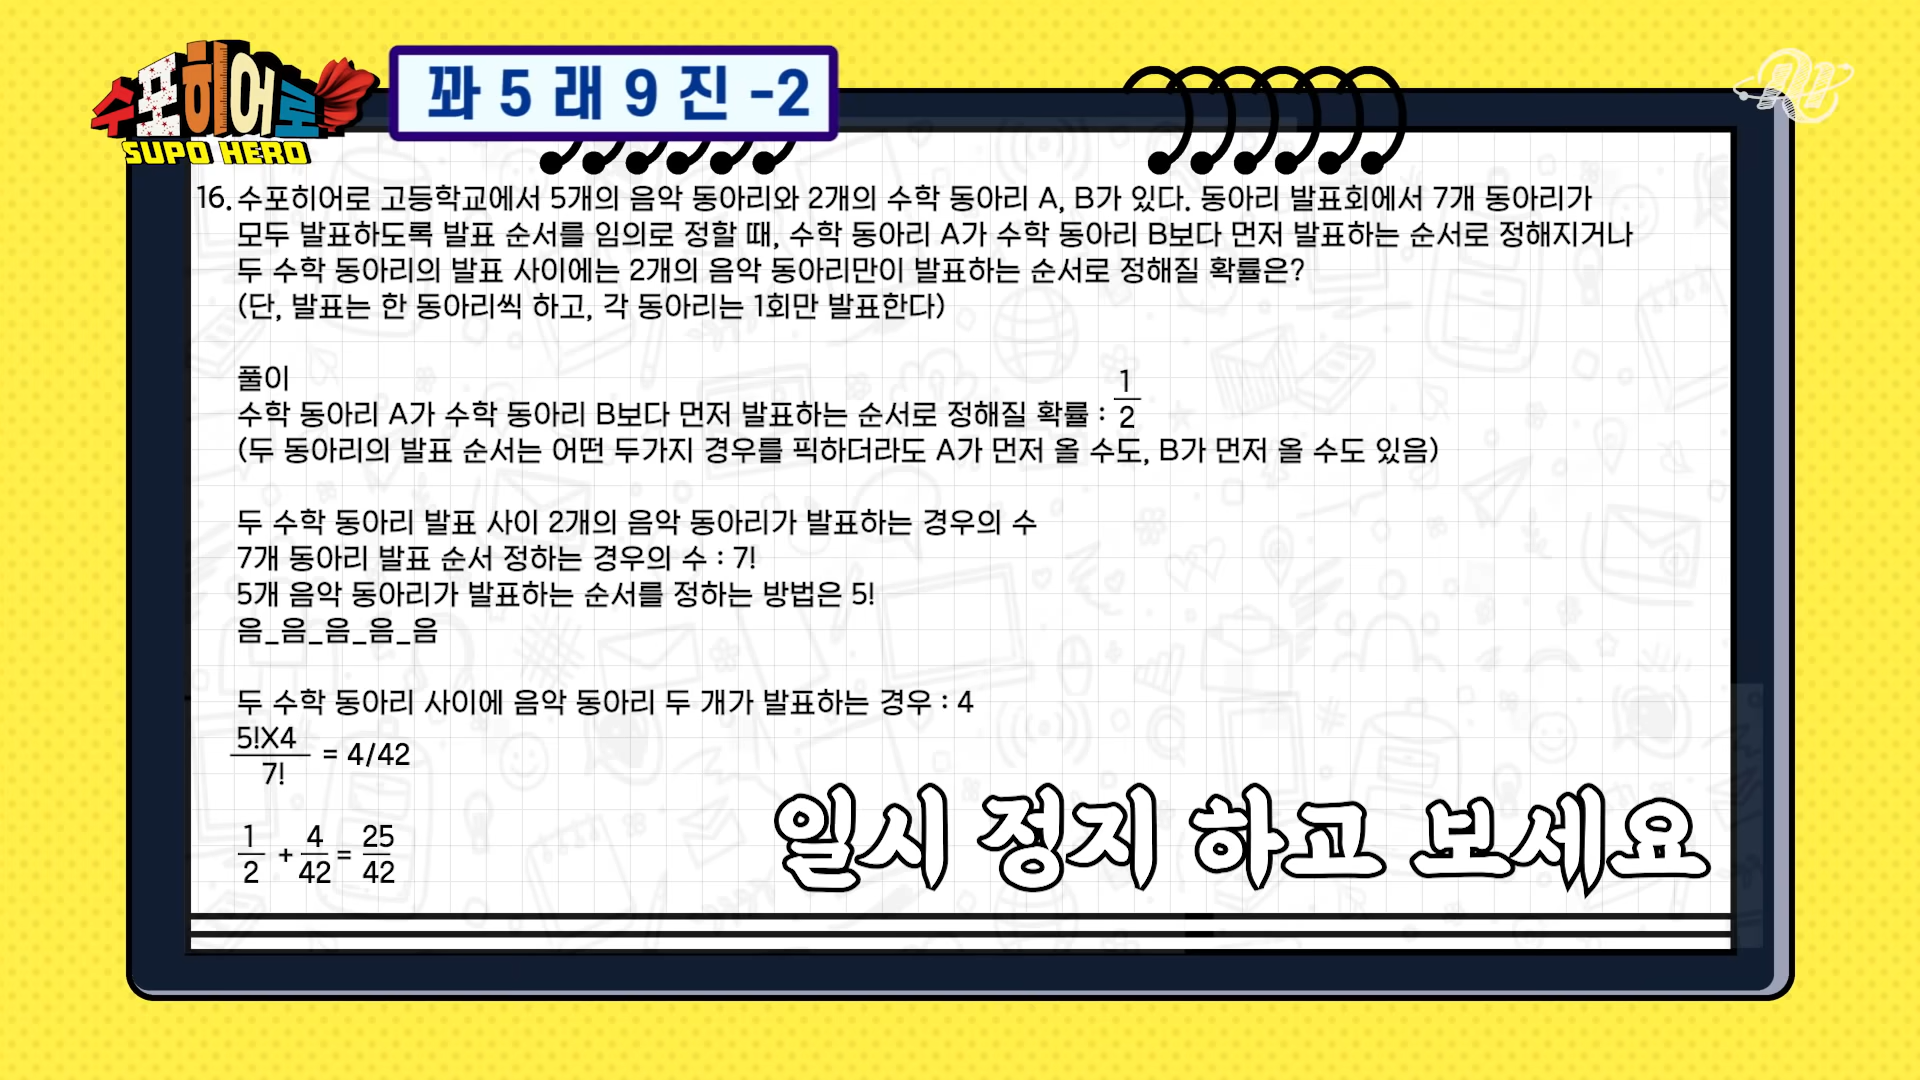 수포히어로
SUPO HERO
꽈 5 래 9 진 -2
16. 수포히어로 고등학교에서 5개의 음악 동아리와 2개의 수학 동아리 A, B가 있다. 동아리 발표회에서 7개 동아리가
모두 발표하도록 발표 순서를 임의로 정할 때, 수학 동아리 A가 수학 동아리 B보다 먼저 발표하는 순서로 정해지거나
두 수학 동아리의 발표 사이에는 2개의 음악 동아리만이 발표하는 순서로 정해질 확률은?
(단, 발표는 한 동아리씩 하고, 각 동아리는 1회만 발표한다)
풀이
수학 동아리 A가 수학 동아리 B보다 먼저 발표하는 순서로 정해질 확률 : 1/2
(두 동아리의 발표 순서는 어떤 두가지 경우를 픽하더라도 A가 먼저 올 수도, B가 먼저 올 수도 있음)
두 수학 동아리 발표 사이 2개의 음악 동아리가 발표하는 경우의 수
7개 동아리 발표 순서 정하는 경우의 수 : 7!
5개 음악 동아리가 발표하는 순서를 정하는 방법은 5!
음_음_음_음_음
두 수학 동아리 사이에 음악 동아리 두 개가 발표하는 경우 : 4
5!X4/7! = 4/42
1/2 + 4/42 = 25/42
일시 정지 하고 보세요